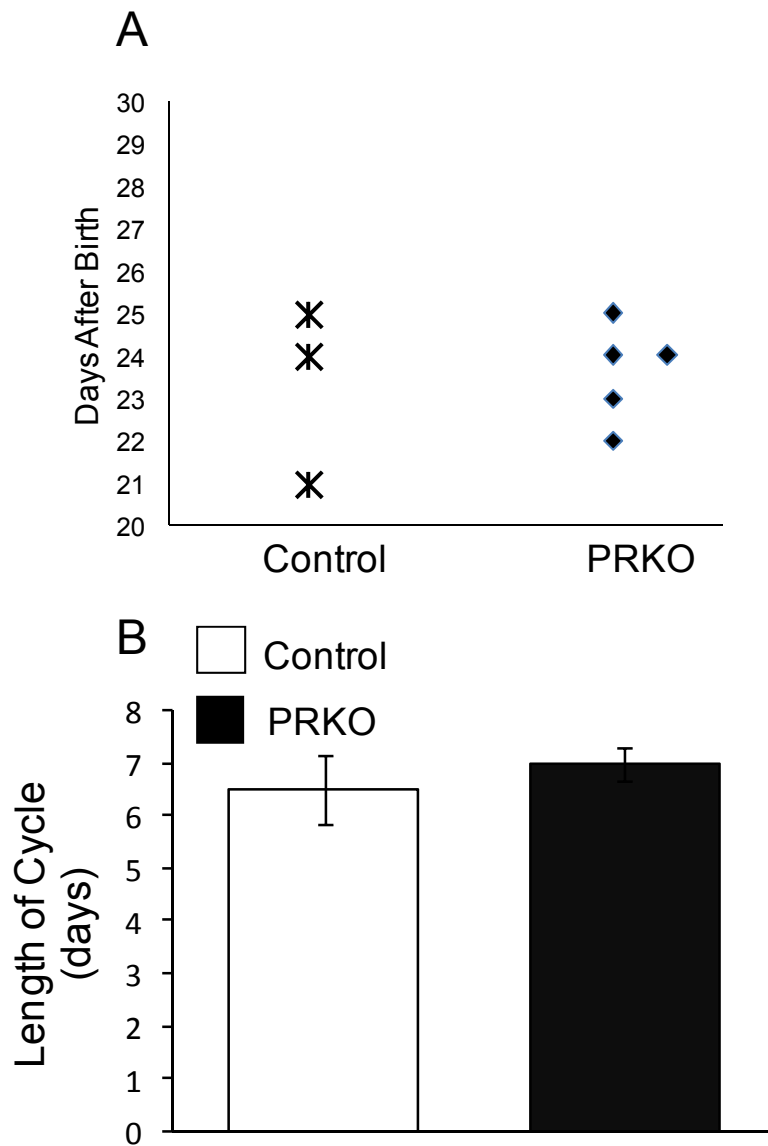 A
30
29
28
27
26
25
24
23
22
21
20
Days After Birth
Control PRKO
B
Control
PRKO
8
7
6
5
4
3
2
1
0
Length of Cycle
(days)